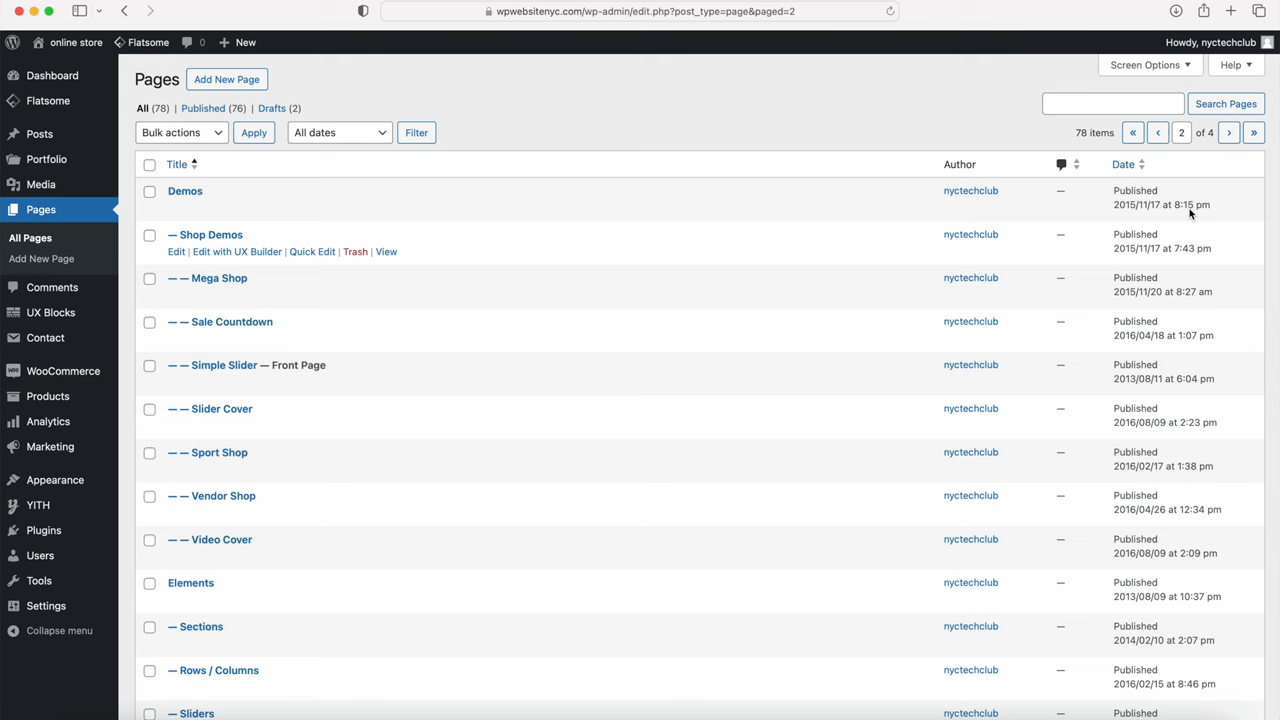 wpwebsitenyc.com/wp-admin/edit.php?post_type=page&paged=2
online store Flatsome 0 New Howdy, nyctechclub
Dashboard
Flatsome
Posts
Portfolio
Media
Pages
All Pages
Add New Page
Comments
UX Blocks
Contact
WooCommerce
Products
Analytics
Marketing
Appearance
YITH
Plugins
Users
Tools
Settings
Collapse menu
Screen Options Help
Pages Add New Page
All (78) | Published (76) | Drafts (2)
Search Pages
Bulk actions Apply All dates Filter
78 items « ‹ 2 of 4 › »
Title Author Date
Demos nyctechclub — Published
2015/11/17 at 8:15 pm
— Shop Demos nyctechclub — Published
Edit | Edit with UX Builder | Quick Edit | Trash | View 2015/11/17 at 7:43 pm
— — Mega Shop nyctechclub — Published
2015/11/20 at 8:27 am
— — Sale Countdown nyctechclub — Published
2016/04/18 at 1:07 pm
— — Simple Slider — Front Page nyctechclub — Published
2013/08/11 at 6:04 pm
— — Slider Cover nyctechclub — Published
2016/08/09 at 2:23 pm
— — Sport Shop nyctechclub — Published
2016/02/17 at 1:38 pm
— — Vendor Shop nyctechclub — Published
2016/04/26 at 12:34 pm
— — Video Cover nyctechclub — Published
2016/08/09 at 2:09 pm
Elements nyctechclub — Published
2013/08/09 at 10:37 pm
— Sections nyctechclub — Published
2014/02/10 at 2:07 pm
— Rows / Columns nyctechclub — Published
2016/02/15 at 8:46 pm
— Sliders nyctechclub — Published